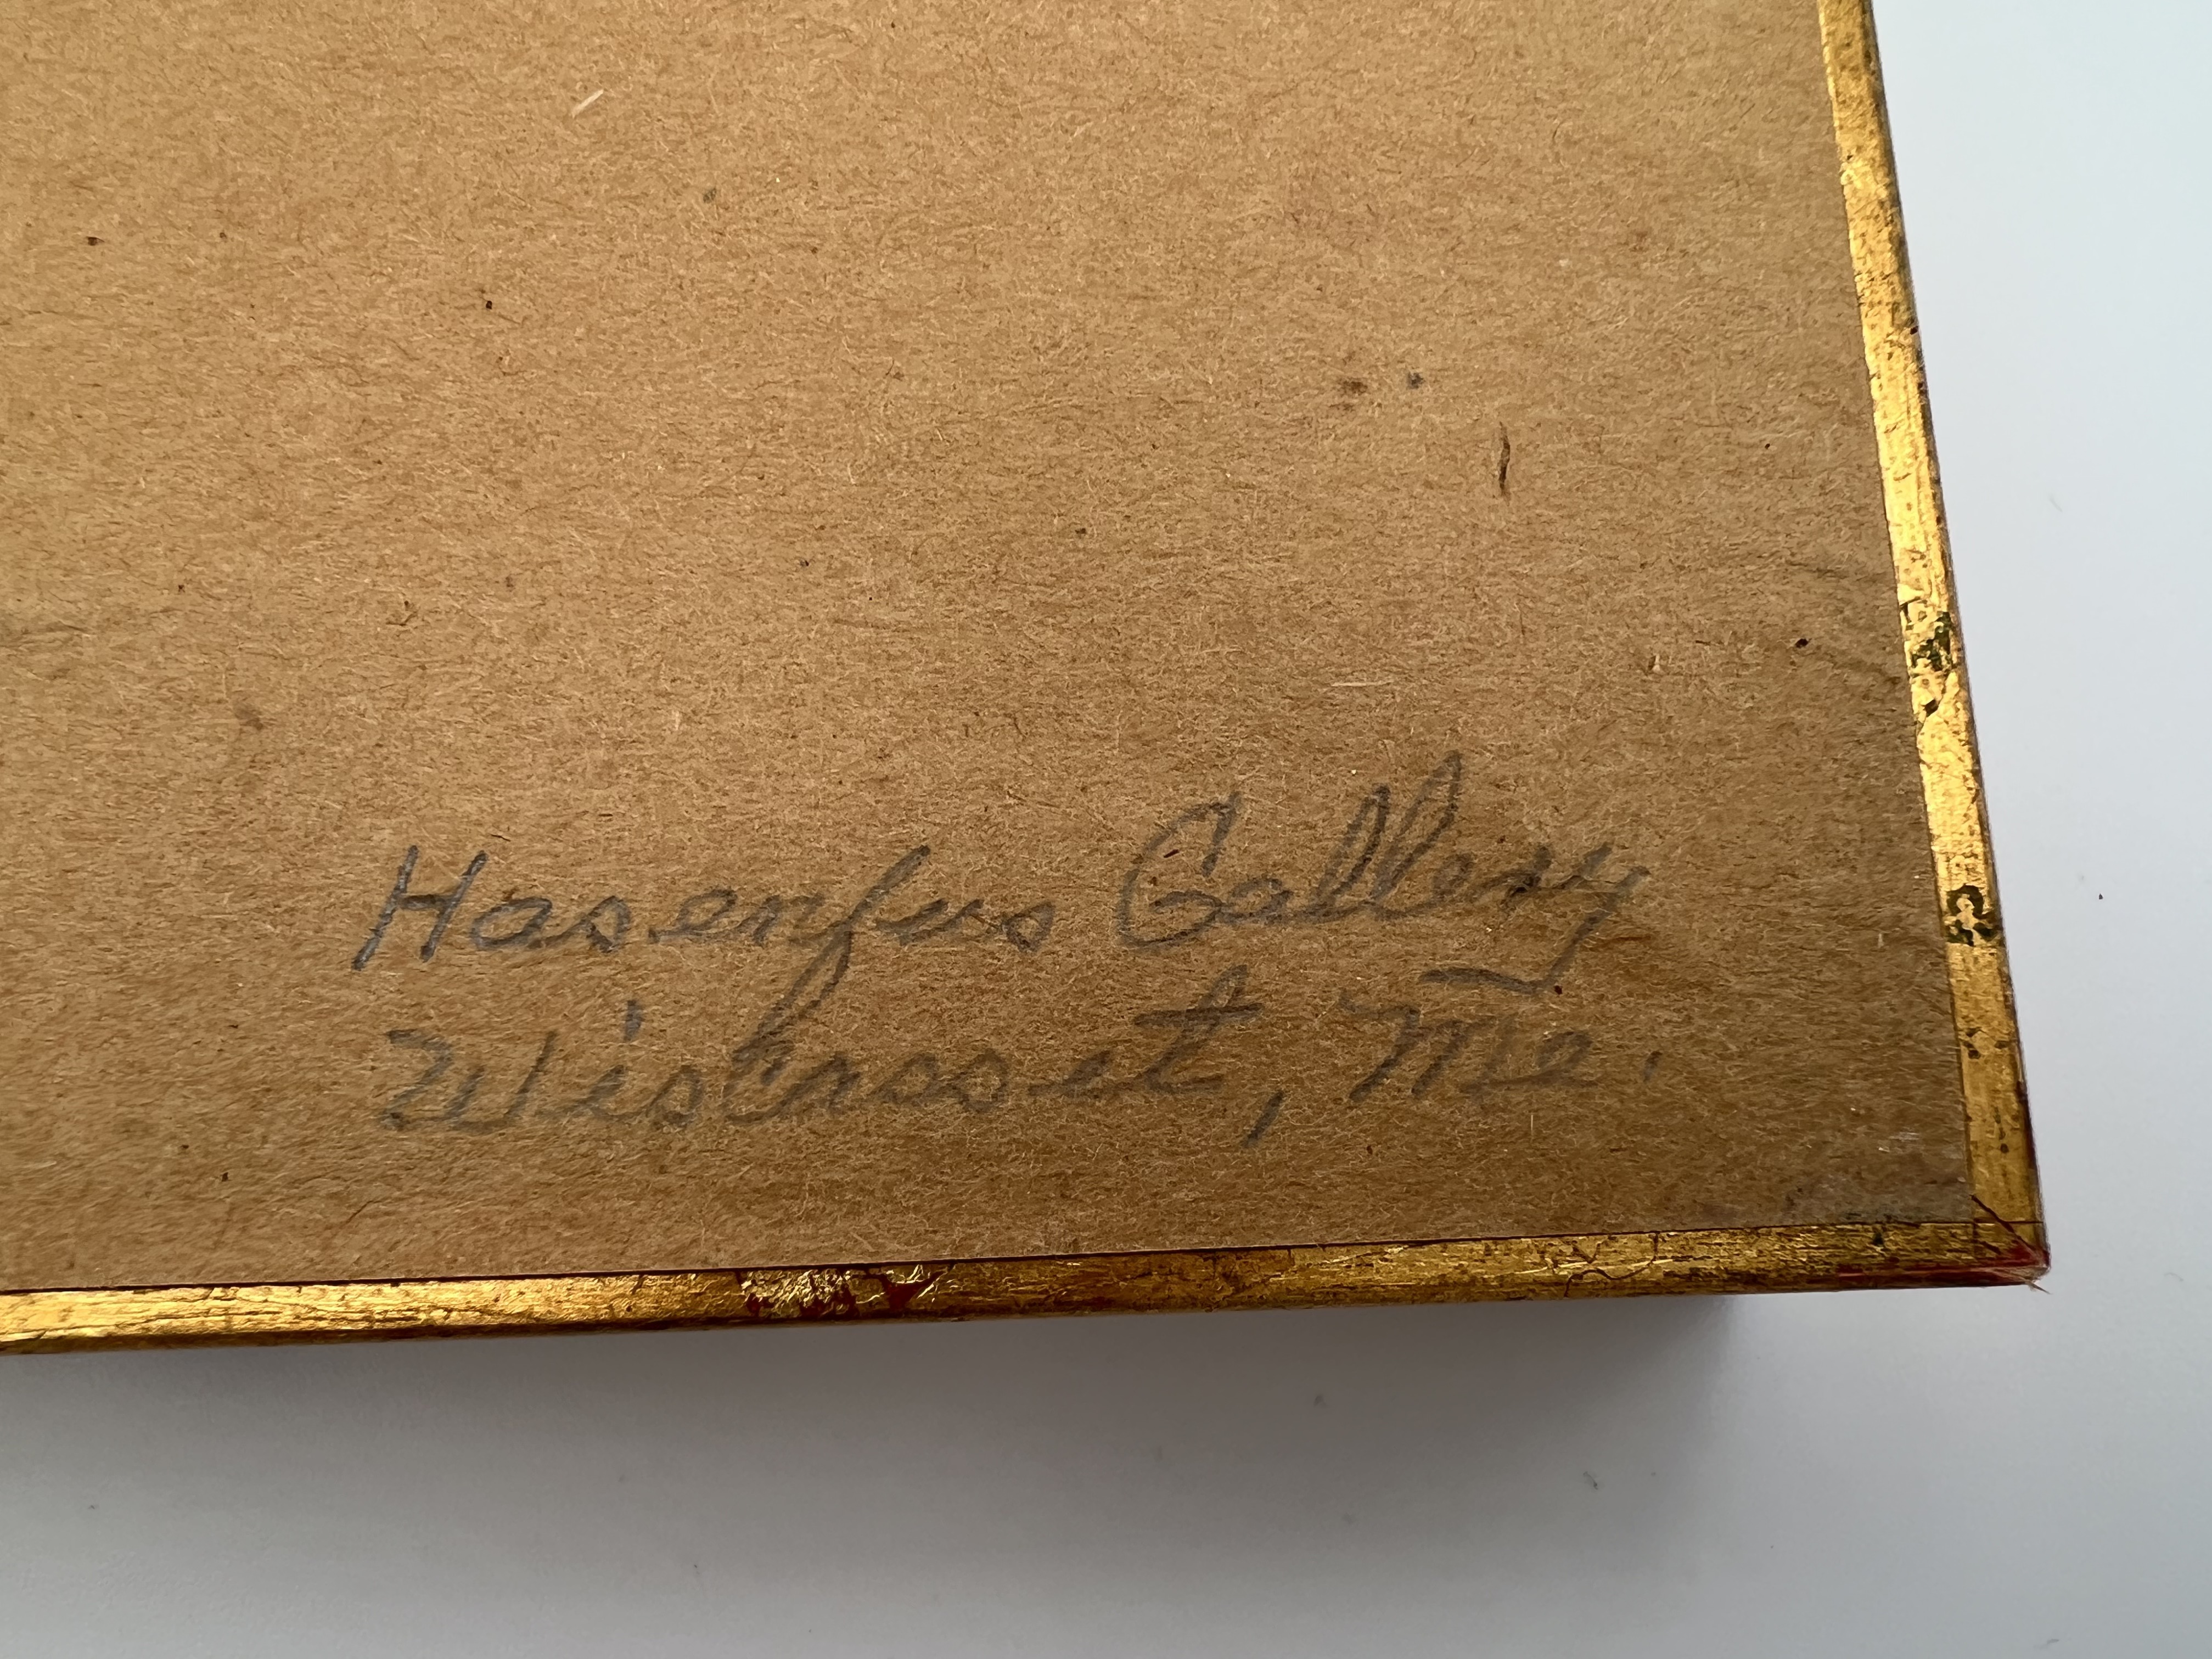 Hasenfus Gallery
Wiscasset, Me.